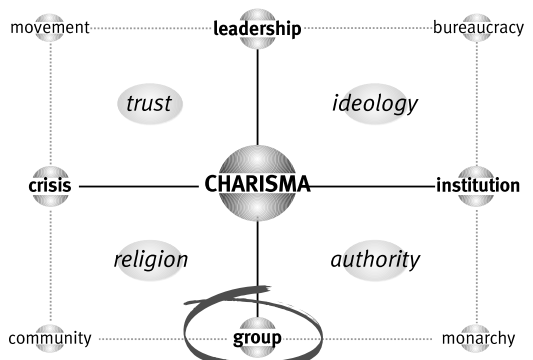 movement leadership bureaucracy
trust ideology
crisis CHARISMA institution
religion authority
community group monarchy